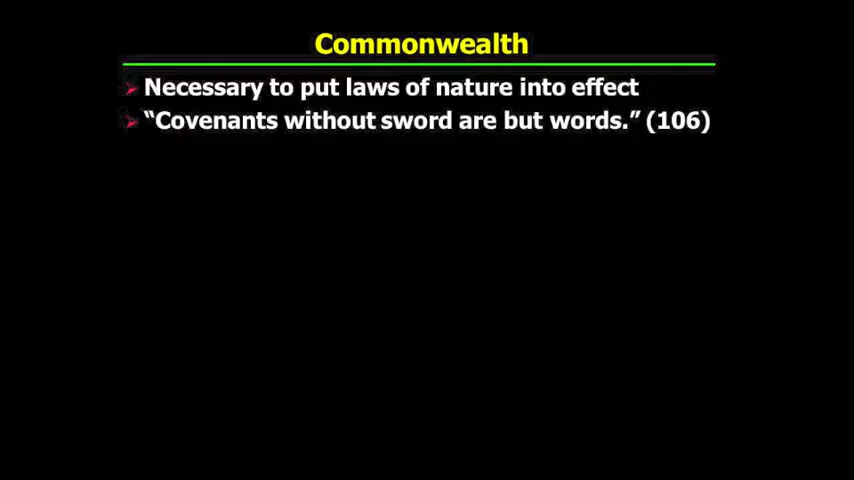 Commonwealth
Necessary to put laws of nature into effect
“Covenants without sword are but words.” (106)